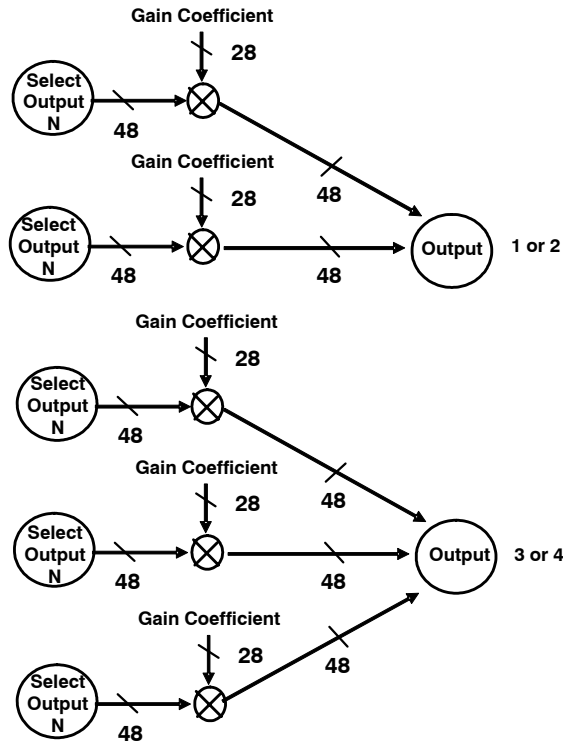 Gain Coefficient
28
Select
Output
N
48
48
Gain Coefficient
28
Select
Output
N
48
48
Output
1 or 2
Gain Coefficient
28
Select
Output
N
48
48
Gain Coefficient
28
Select
Output
N
48
48
Output
3 or 4
Gain Coefficient
28
48
Select
Output
N
48